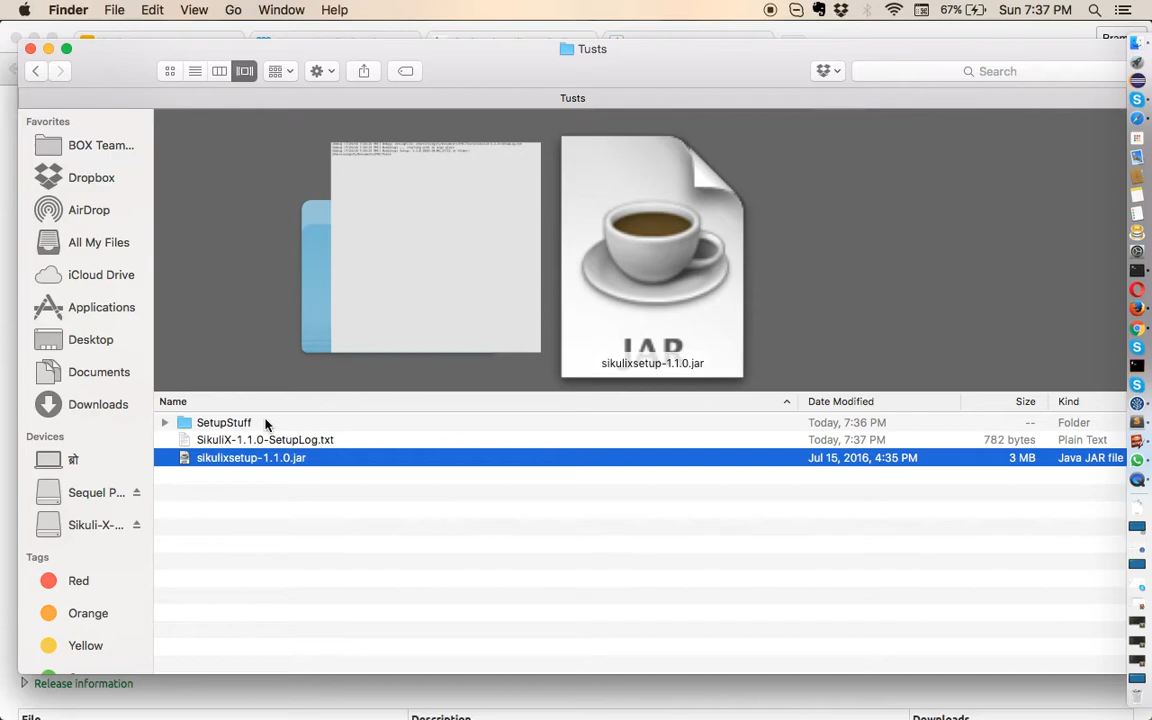 Finder File Edit View Go Window Help 67% Sun 7:37 PM
Tusts
Search
Tusts
Favorites
BOX Team...
Dropbox
AirDrop
All My Files
iCloud Drive
Applications
Desktop
Documents
Downloads
Devices
ब्रो
Sequel P...
Sikuli-X-...
Tags
Red
Orange
Yellow
JAR
sikulixsetup-1.1.0.jar
Name Date Modified Size Kind
SetupStuff Today, 7:36 PM -- Folder
SikuliX-1.1.0-SetupLog.txt Today, 7:37 PM 782 bytes Plain Text
sikulixsetup-1.1.0.jar Jul 15, 2016, 4:35 PM 3 MB Java JAR file
Release information
File Description Downloads